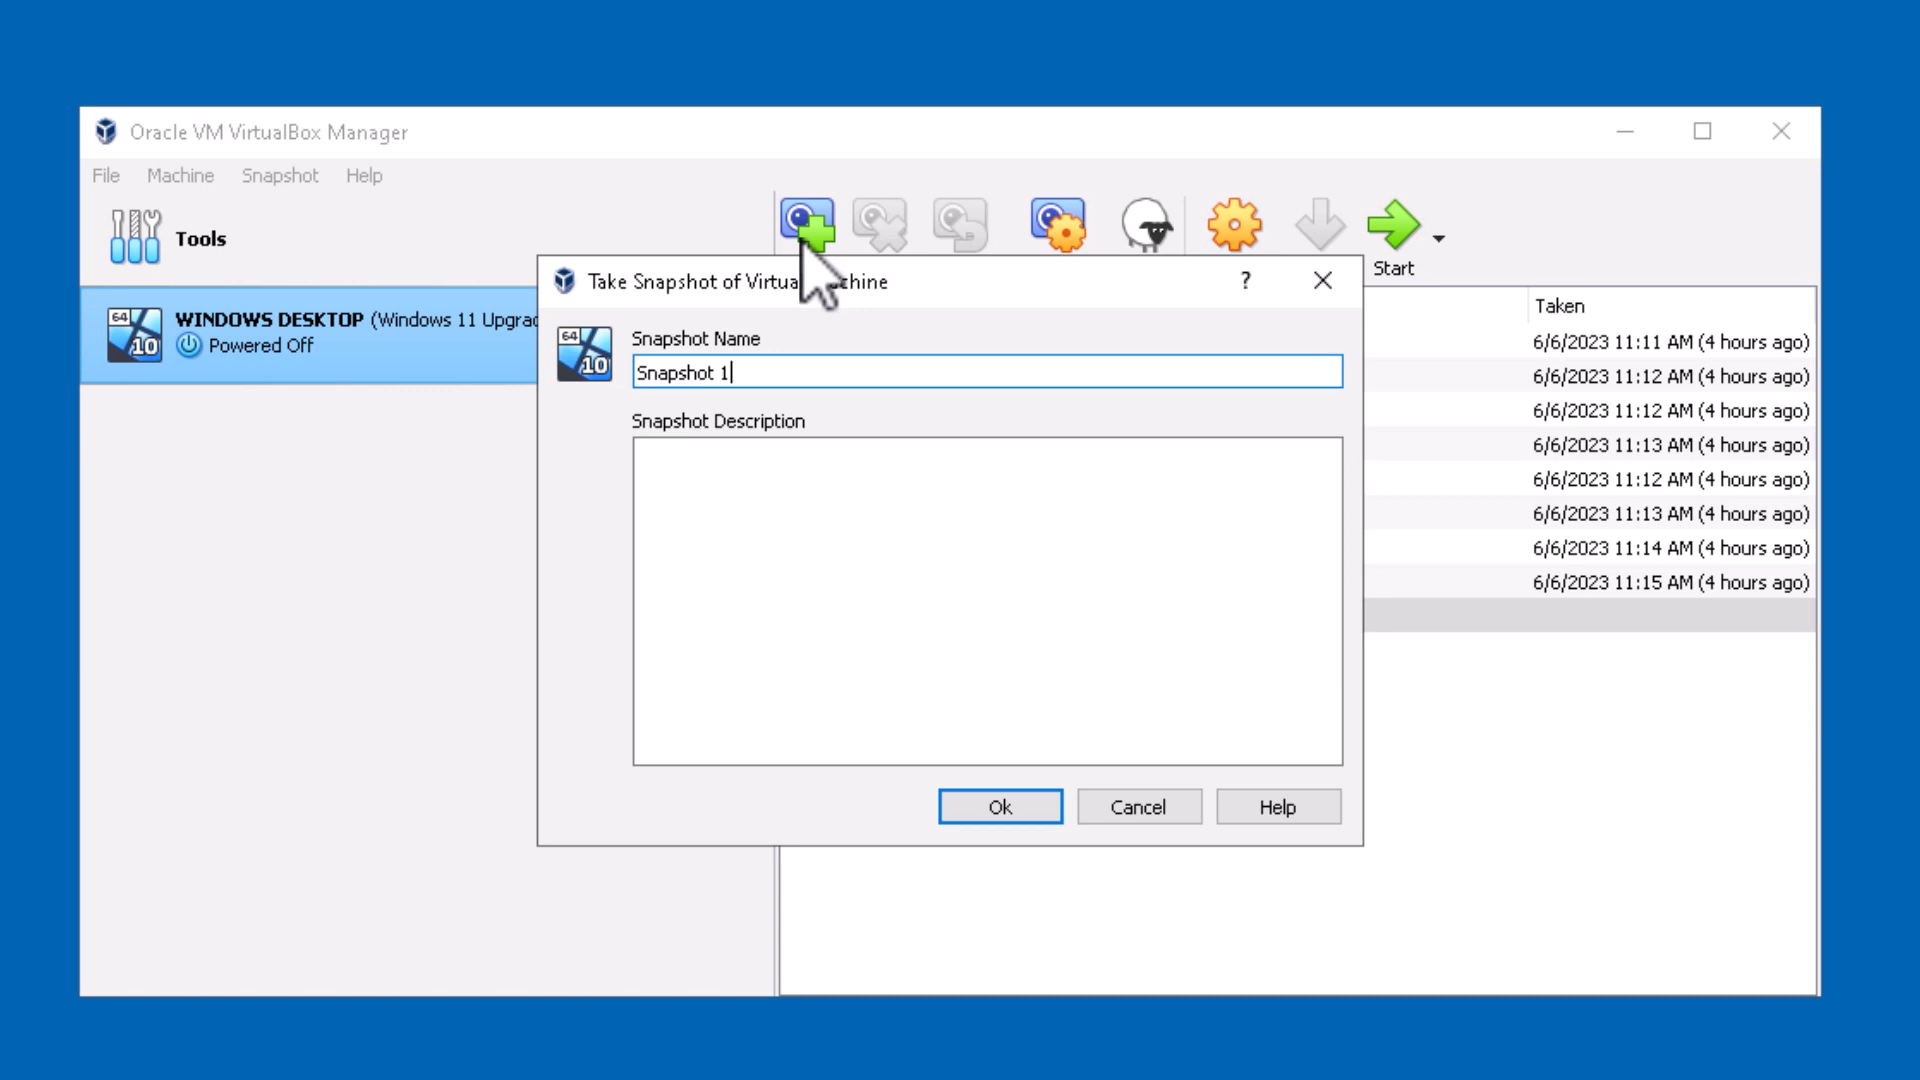 Oracle VM VirtualBox Manager
File Machine Snapshot Help
Tools
Start
WINDOWS DESKTOP (Windows 11 Upgrad
Powered Off
64
10
Take Snapshot of Virtual Machine
?
64
10
Snapshot Name
Snapshot 1
Snapshot Description
Ok
Cancel
Help
Taken
6/6/2023 11:11 AM (4 hours ago)
6/6/2023 11:12 AM (4 hours ago)
6/6/2023 11:12 AM (4 hours ago)
6/6/2023 11:13 AM (4 hours ago)
6/6/2023 11:12 AM (4 hours ago)
6/6/2023 11:13 AM (4 hours ago)
6/6/2023 11:14 AM (4 hours ago)
6/6/2023 11:15 AM (4 hours ago)